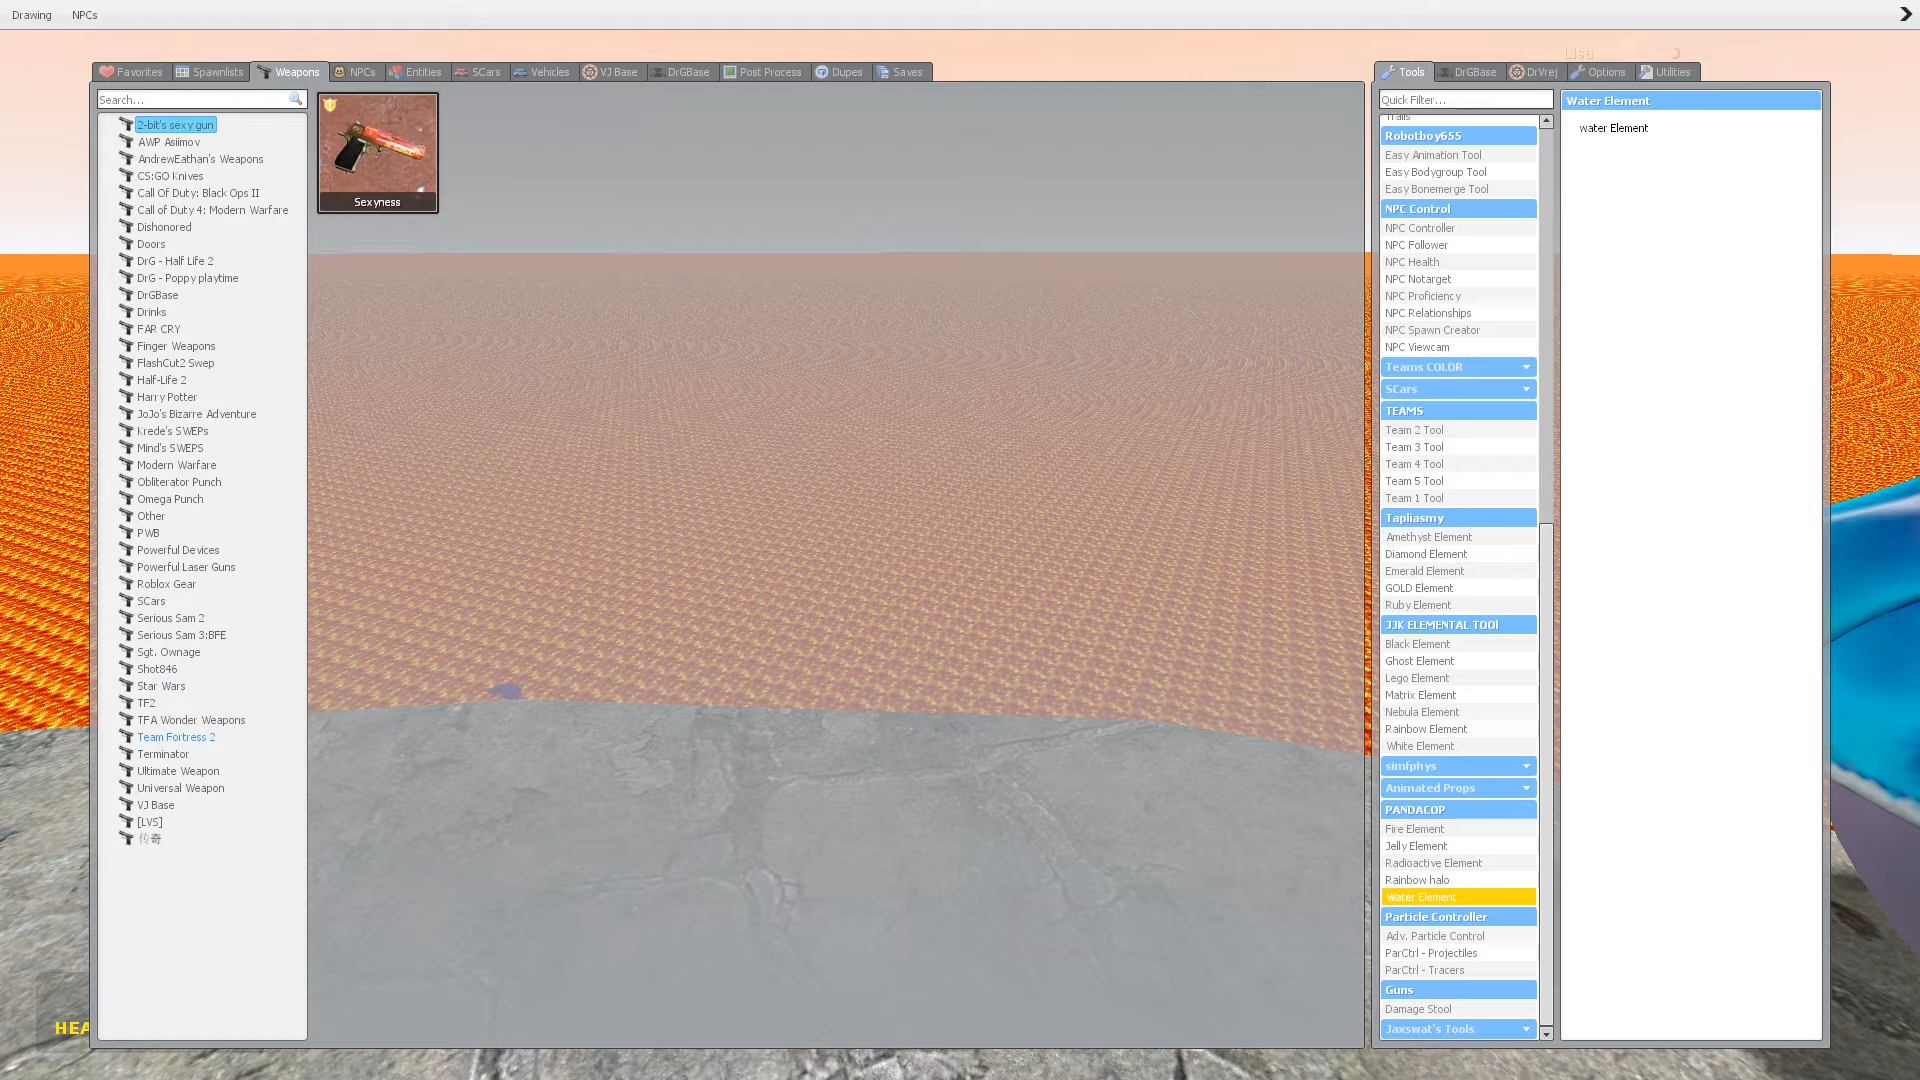 Drawing NPCs
Lisa J
Favorites Spawnlists Weapons NPCs Entities SCars Vehicles VJ Base DrGBase Post Process Dupes Saves
Search...
2-bit's sexy gun
AWP Asiimov
AndrewEathan's Weapons
CS:GO Knives
Call Of Duty: Black Ops II
Call of Duty 4: Modern Warfare
Dishonored
Doors
DrG - Half Life 2
DrG - Poppy playtime
DrGBase
Drinks
FAR CRY
Finger Weapons
FlashCut2 Swep
Half-Life 2
Harry Potter
JoJo's Bizarre Adventure
Krede's SWEPs
Mind's SWEPS
Modern Warfare
Obliterator Punch
Omega Punch
Other
PWB
Powerful Devices
Powerful Laser Guns
Roblox Gear
SCars
Serious Sam 2
Serious Sam 3:BFE
Sgt. Ownage
Shot846
Star Wars
TF2
TFA Wonder Weapons
Team Fortress 2
Terminator
Ultimate Weapon
Universal Weapon
VJ Base
[LVS]
传奇
HEA
Sexyness
Tools DrGBase DrVrej Options Utilities
Quick Filter...
Trails
Robotboy655
Easy Animation Tool
Easy Bodygroup Tool
Easy Bonemerge Tool
NPC Control
NPC Controller
NPC Follower
NPC Health
NPC Notarget
NPC Proficiency
NPC Relationships
NPC Spawn Creator
NPC Viewcam
Teams COLOR
SCars
TEAMS
Team 2 Tool
Team 3 Tool
Team 4 Tool
Team 5 Tool
Team 1 Tool
Tapliasmy
Amethyst Element
Diamond Element
Emerald Element
GOLD Element
Ruby Element
JJK ELEMENTAL TOOl
Black Element
Ghost Element
Lego Element
Matrix Element
Nebula Element
Rainbow Element
White Element
simfphys
Animated Props
PANDACOP
Fire Element
Jelly Element
Radioactive Element
Rainbow halo
Water Element
Particle Controller
Adv. Particle Control
ParCtrl - Projectiles
ParCtrl - Tracers
Guns
Damage Stool
Jaxswat's Tools
Water Element
water Element